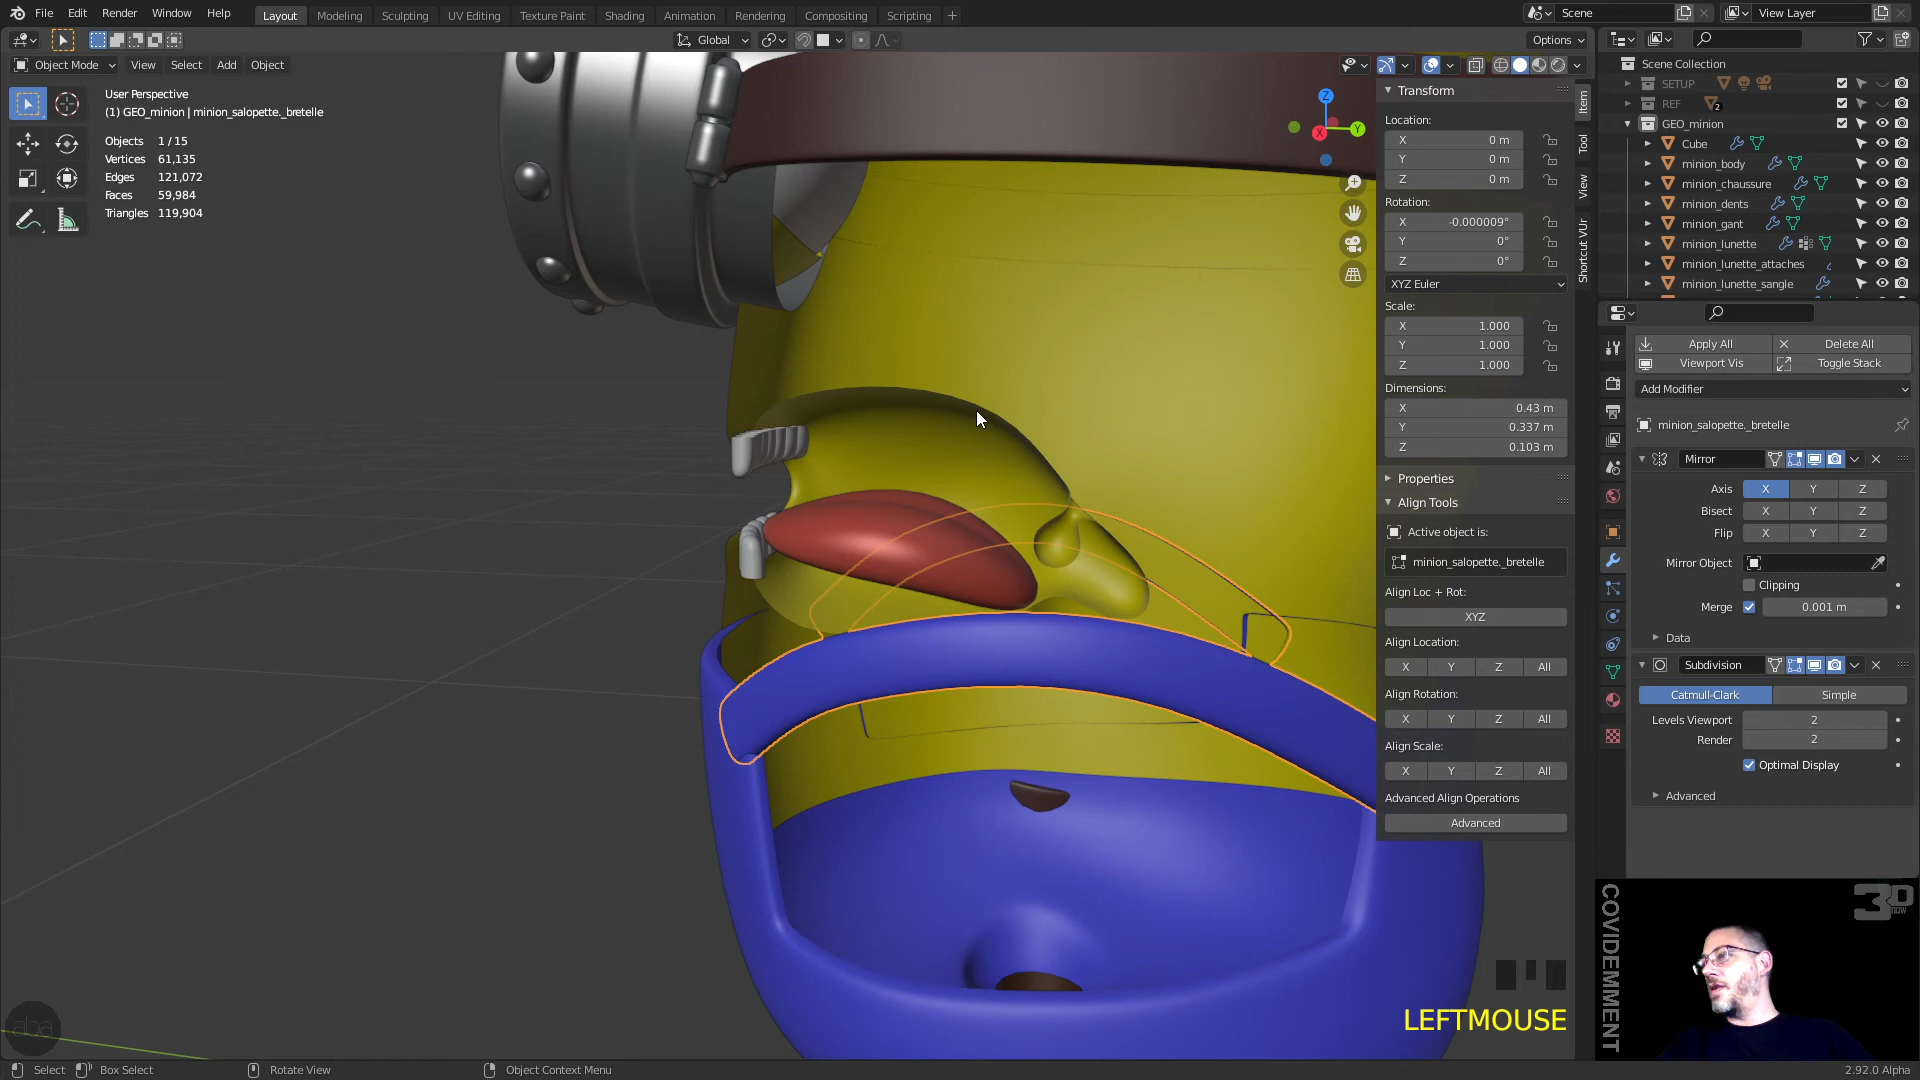 File Edit Render Window Help Layout Modeling Sculpting UV Editing Texture Paint Shading Animation Rendering Compositing Scripting + Scene View Layer
Global Options
Object Mode View Select Add Object
User Perspective
(1) GEO_minion | minion_salopette._bretelle
Objects 1 / 15
Vertices 61,135
Edges 121,072
Faces 59,984
Triangles 119,904
Z
Y
X
Transform
Location:
X 0 m
Y 0 m
Z 0 m
Rotation:
X -0.000009°
Y 0°
Z 0°
XYZ Euler
Scale:
X 1.000
Y 1.000
Z 1.000
Dimensions:
X 0.43 m
Y 0.337 m
Z 0.103 m
Properties
Align Tools
Active object is:
minion_salopette._bretelle
Align Loc + Rot:
XYZ
Align Location:
X Y Z All
Align Rotation:
X Y Z All
Align Scale:
X Y Z All
Advanced Align Operations
Advanced
Item
Tool
View
Shortcut VUr
Scene Collection
SETUP
REF 2
GEO_minion
Cube
minion_body
minion_chaussure
minion_dents
minion_gant
minion_lunette
minion_lunette_attaches
minion_lunette_sangle
Apply All Delete All
Viewport Vis Toggle Stack
Add Modifier
minion_salopette._bretelle
Mirror
Axis X Y Z
Bisect X Y Z
Flip X Y Z
Mirror Object
Clipping
Merge 0.001 m
Data
Subdivision
Catmull-Clark Simple
Levels Viewport 2
Render 2
Optimal Display
Advanced
COVIDEMMENT
3D
now
aba
LEFTMOUSE
Select Box Select Rotate View Object Context Menu 2.92.0 Alpha